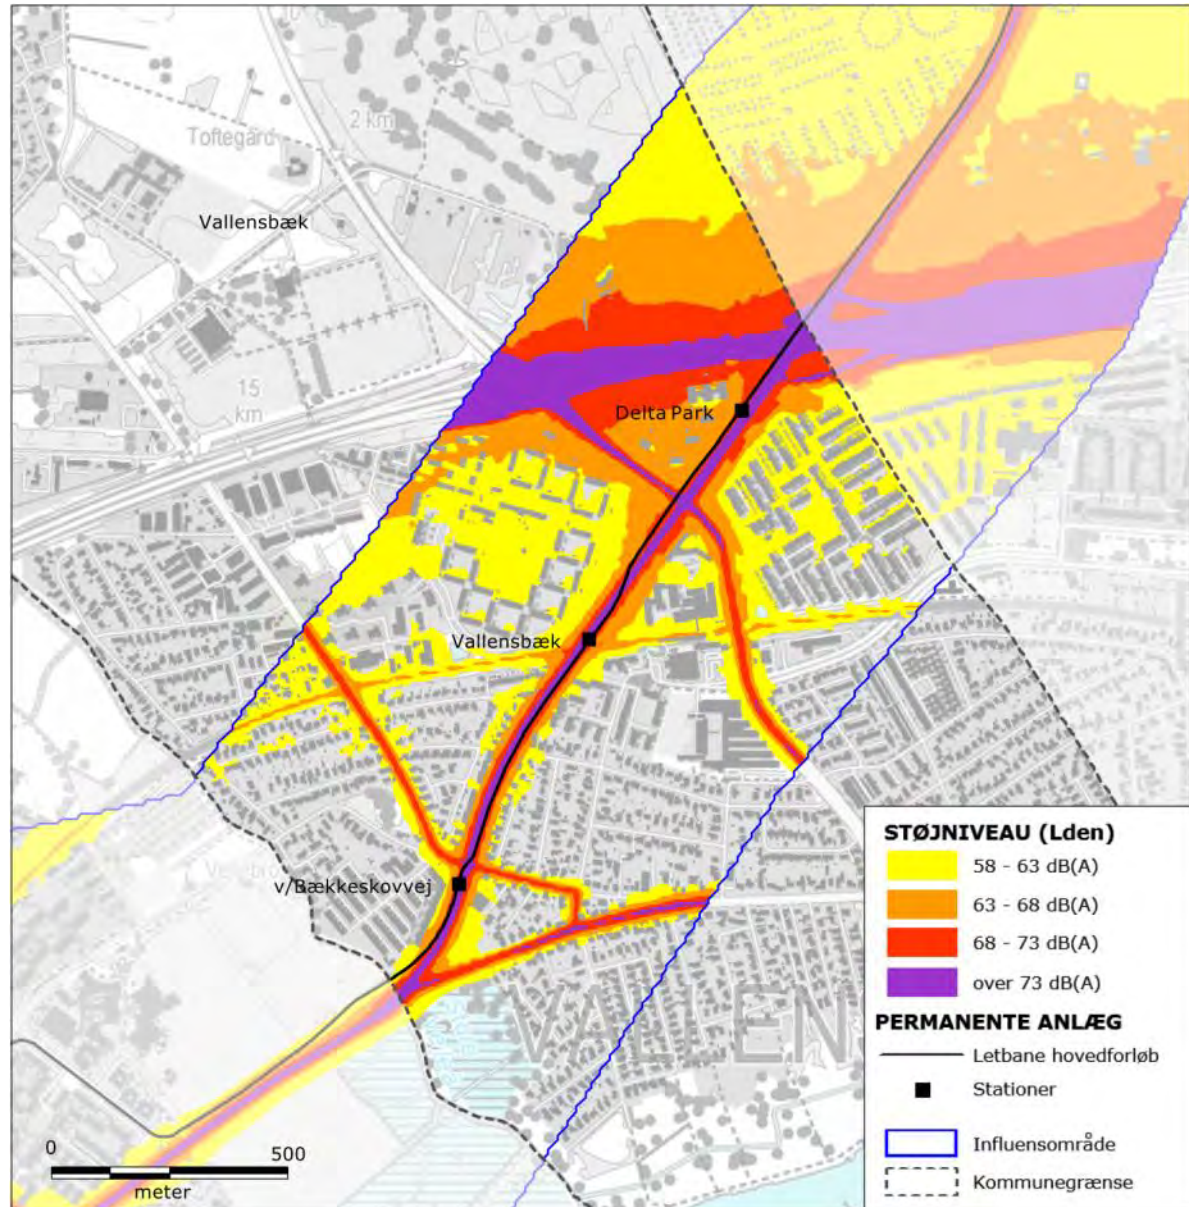 Toftegård
2 km
Vallensbæk
15
km
Delta Park
Vallensbæk
v/Bækkeskovvej
VALLEN
STØJNIVEAU (Lden)
58 - 63 dB(A)
63 - 68 dB(A)
68 - 73 dB(A)
over 73 dB(A)
PERMANENTE ANLÆG
Letbane hovedforløb
Stationer
Influensområde
Kommunegrænse
0 500
meter